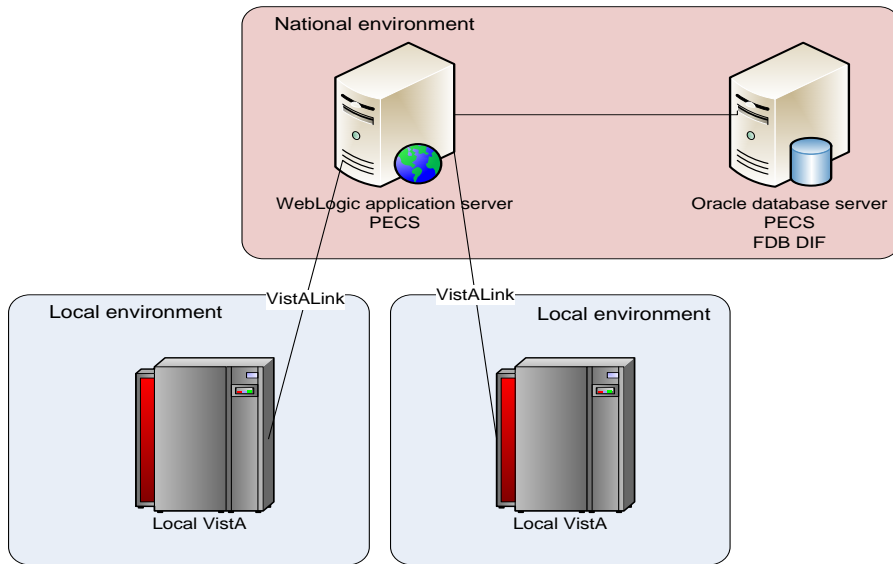 National environment
WebLogic application server
PECS
Oracle database server
PECS
FDB DIF
VistALink
VistALink
Local environment
Local environment
Local VistA
Local VistA